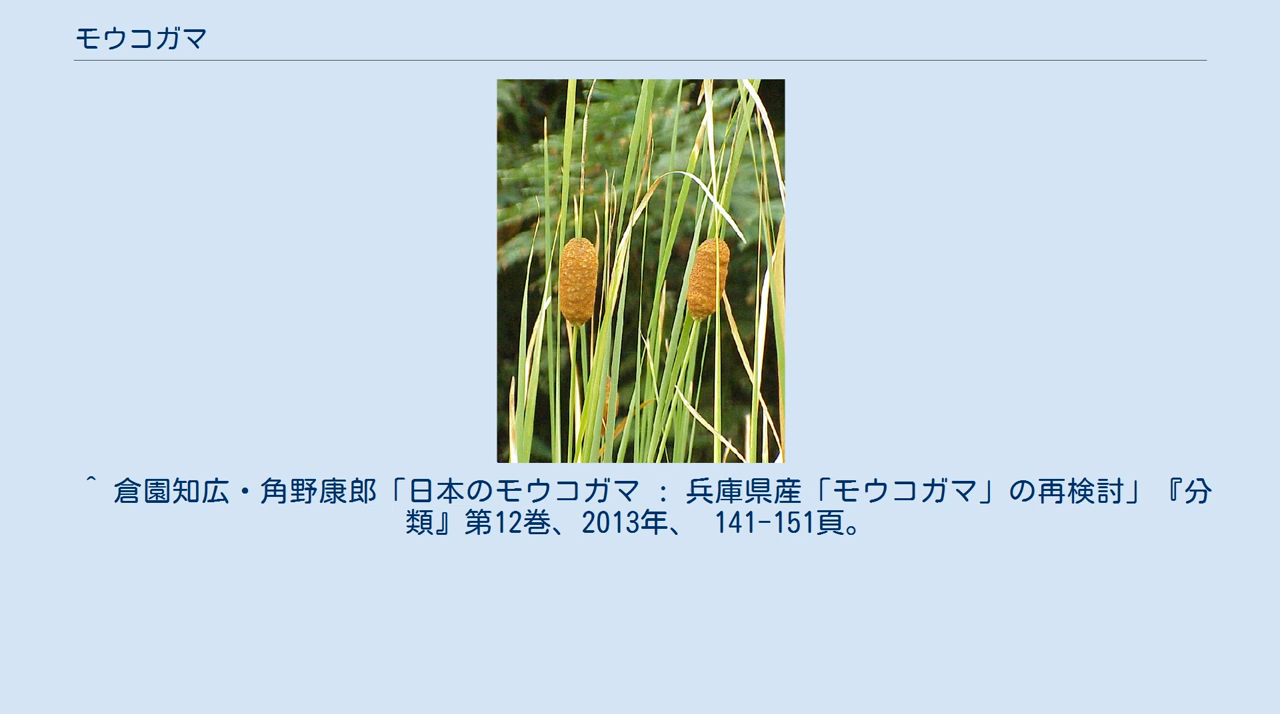 モウコガマ
^ 倉園知広・角野康郎「日本のモウコガマ : 兵庫県産「モウコガマ」の再検討」『分
類』第12巻、2013年、 141-151頁。